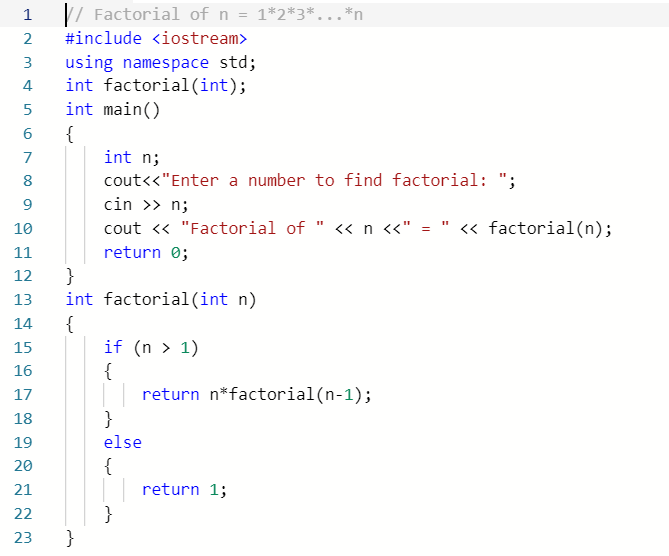 1 // Factorial of n = 1*2*3*...*n
2 #include <iostream>
3 using namespace std;
4 int factorial(int);
5 int main()
6 {
7     int n;
8     cout<<"Enter a number to find factorial: ";
9     cin >> n;
10     cout << "Factorial of " << n <<" = " << factorial(n);
11     return 0;
12 }
13 int factorial(int n)
14 {
15     if (n > 1)
16     {
17         return n*factorial(n-1);
18     }
19     else
20     {
21         return 1;
22     }
23 }